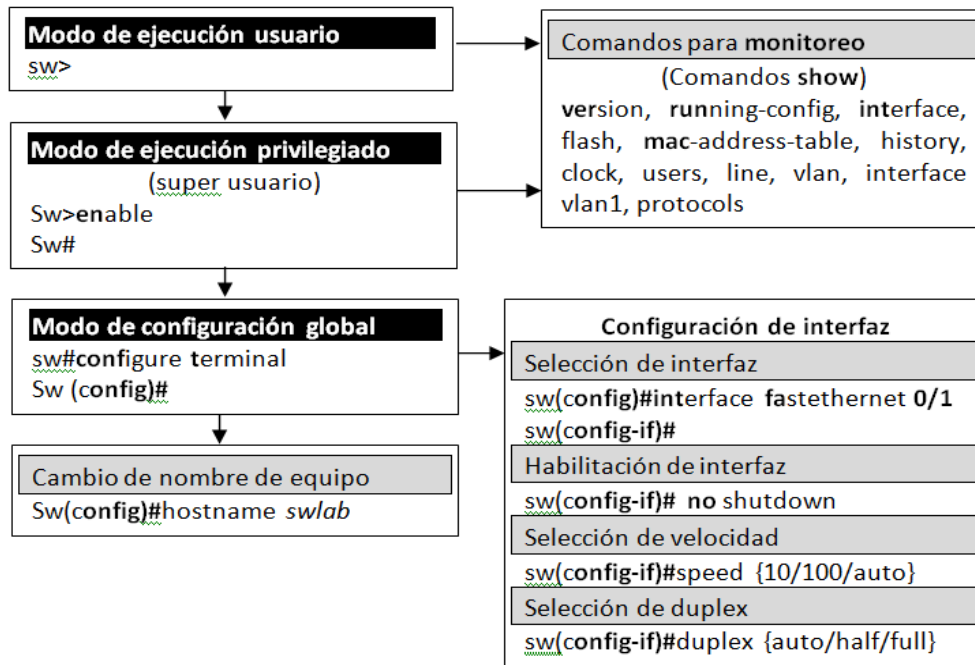 Modo de ejecución usuario
sw>
Modo de ejecución privilegiado
(super usuario)
Sw>enable
Sw#
Modo de configuración global
sw#configure terminal
Sw (config)#
Cambio de nombre de equipo
Sw(config)#hostname swlab
Comandos para monitoreo
(Comandos show)
version, running-config, interface,
flash, mac-address-table, history,
clock, users, line, vlan, interface
vlan1, protocols
Configuración de interfaz
Selección de interfaz
sw(config)#interface fastethernet 0/1
sw(config-if)#
Habilitación de interfaz
sw(config-if)# no shutdown
Selección de velocidad
sw(config-if)#speed {10/100/auto}
Selección de duplex
sw(config-if)#duplex {auto/half/full}